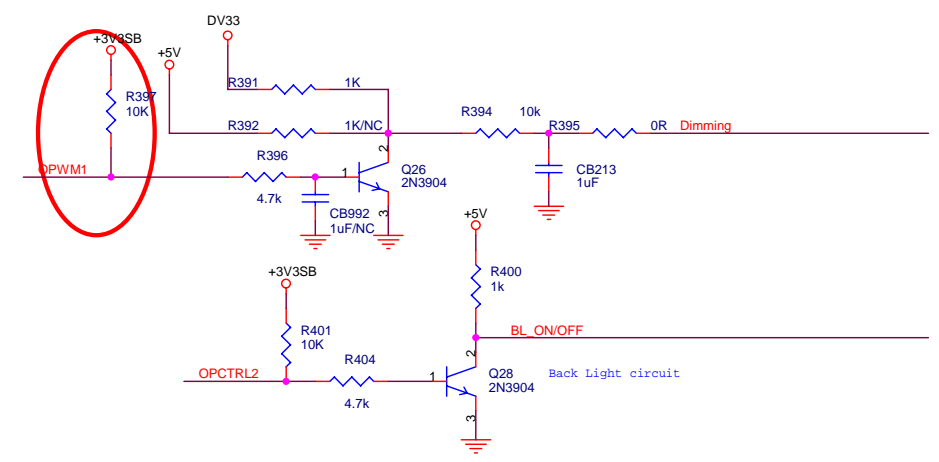 DV33
+3V3SB
+5V
R391
1K
R397
10K
R392
1K/NC
R394
10k
R395
0R
Dimming
2
R396
OPWM1
1
Q26
2N3904
CB213
1uF
4.7k
CB992
1uF/NC
3
+5V
+3V3SB
R400
1k
R401
10K
BL_ON/OFF
2
R404
OPCTRL2
1
Q28
2N3904
Back Light circuit
4.7k
3